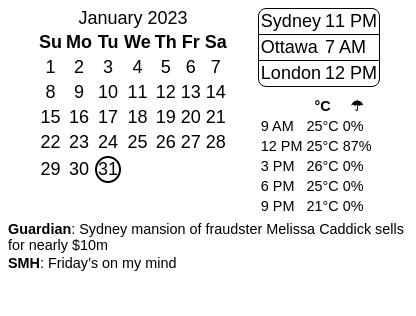 January 2023
Su Mo Tu We Th Fr Sa
1 2 3 4 5 6 7
8 9 10 11 12 13 14
15 16 17 18 19 20 21
22 23 24 25 26 27 28
29 30 31
Sydney 11 PM
Ottawa 7 AM
London 12 PM
°C ☂
9 AM 25°C 0%
12 PM 25°C 87%
3 PM 26°C 0%
6 PM 25°C 0%
9 PM 21°C 0%
Guardian: Sydney mansion of fraudster Melissa Caddick sells
for nearly $10m
SMH: Friday’s on my mind